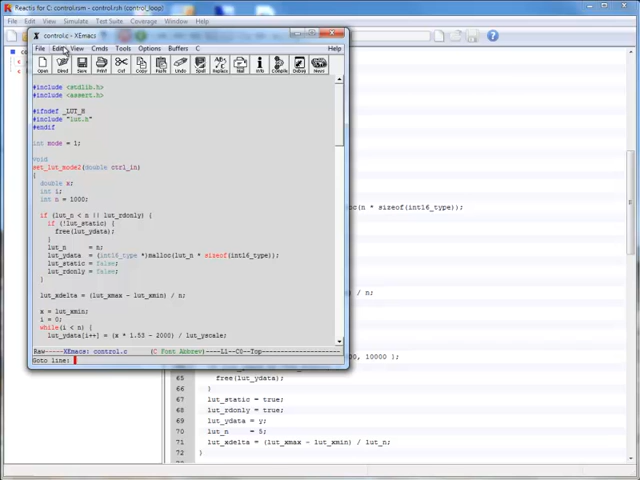 Reactis for C: control.rsm - control.rsh (control_loop)
File Edit View Simulate Test Suite Coverage Window Help
control.c - XEmacs
File Edit View Cmds Tools Options Buffers C Help
Open Dired Save Print Cut Copy Paste Undo Spell Replace Mail Info Compile Debug News
#include <stdlib.h>
#include <assert.h>
#ifndef _LUT_H
#include "lut.h"
#endif
int mode = 1;
void
set_lut_mode2(double ctrl_in)
{
double x;
int i;
int n = 1000;
if (lut_n < n || lut_rdonly) {
if (!lut_static) {
free(lut_ydata);
}
lut_n = n;
lut_ydata = (int16_type *)malloc(lut_n * sizeof(int16_type);
lut_static = false;
lut_rdonly = false;
}
lut_xdelta = (lut_xmax - lut_xmin) / n;
x = lut_xmin;
i = 0;
while(i < n) {
lut_ydata[i++] = (x * 1.53 - 2000) / lut_yscale;
Raw----XEmacs: control.c (C Font Abbrev)----L1--C0--Top
Goto line:
loc(n * sizeof(int16_type));
) / n;
00, 10000 };
65 free(lut_ydata);
66 }
67 lut_static = true;
68 lut_rdonly = true;
69 lut_ydata = y;
70 lut_n = 5;
71 lut_xdelta = (lut_xmax - lut_xmin) / lut_n;
72 }